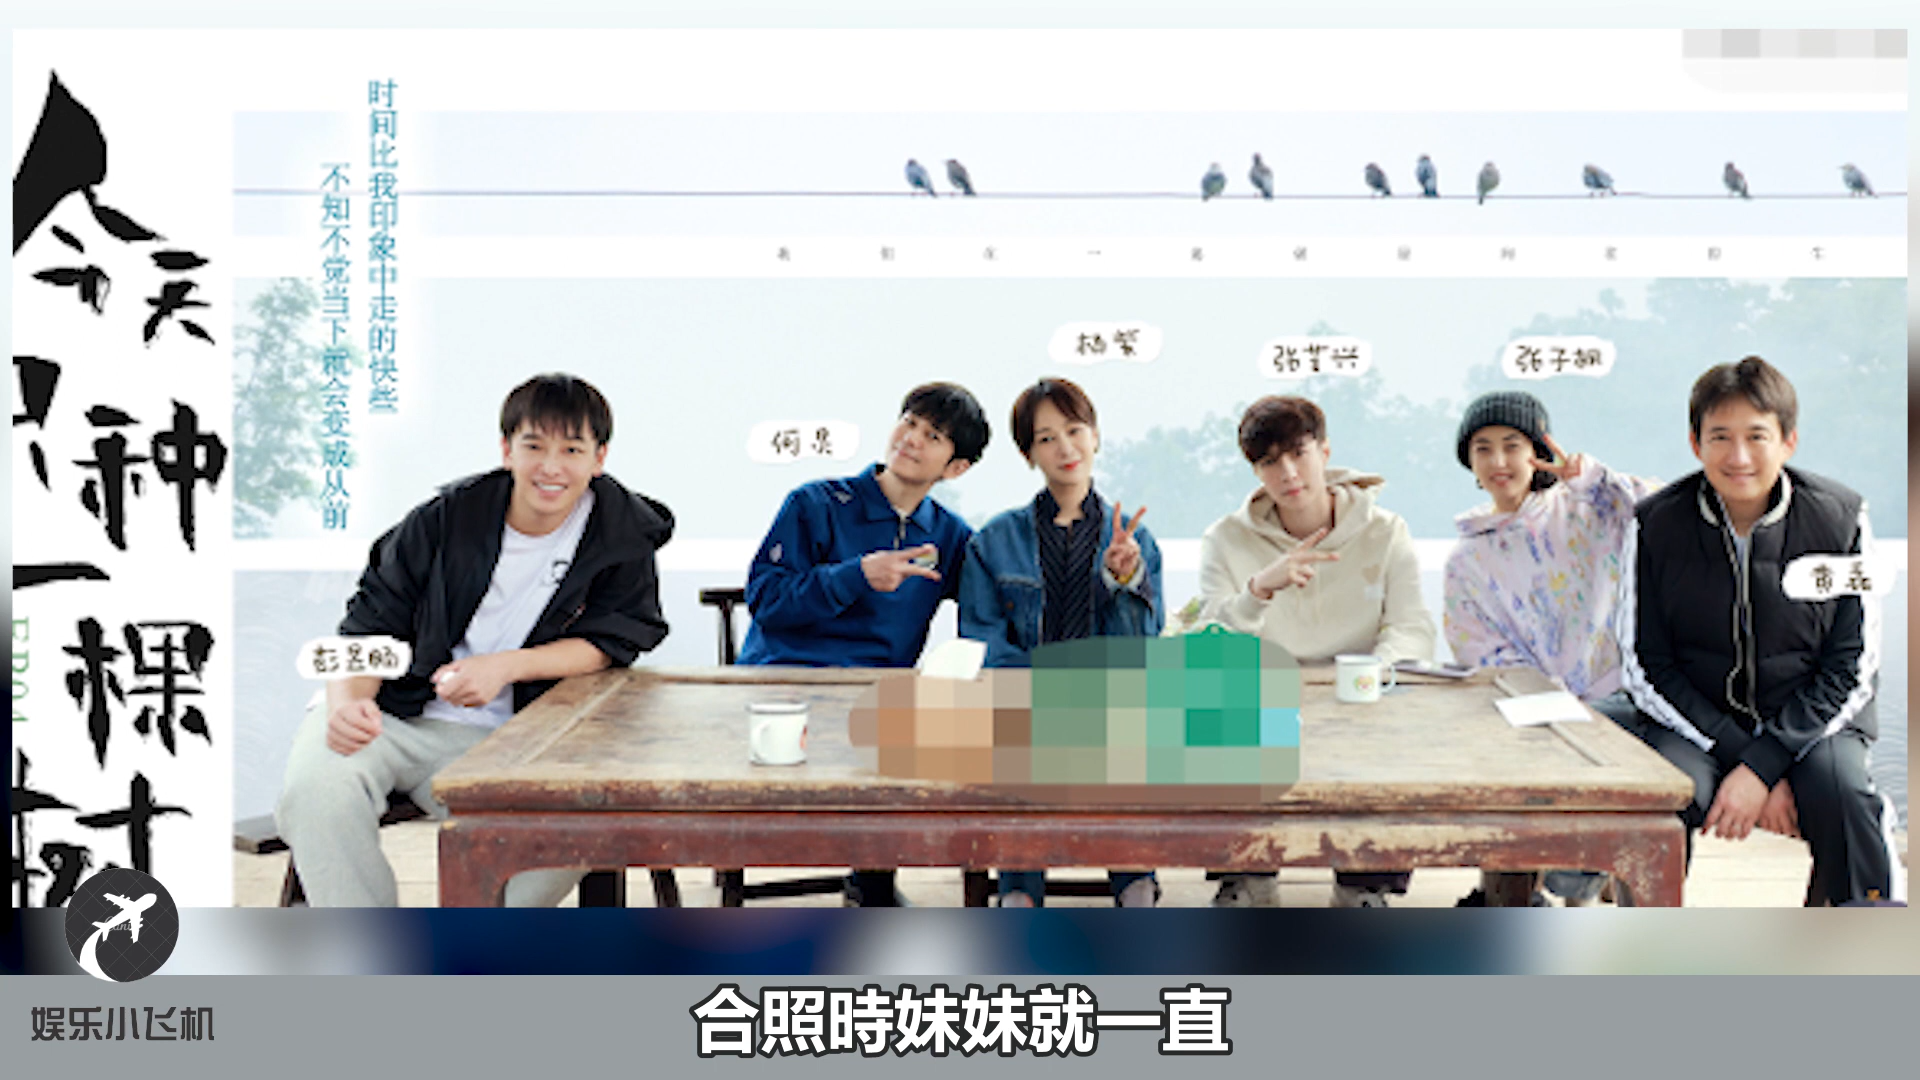 今天
种
一棵
树
时间比我印象中走的快些
不知不觉当下就会变成从前
何炅
杨紫
张艺兴
张子枫
彭昱畅
黄磊
娱乐小飞机
合照時妹妹就一直